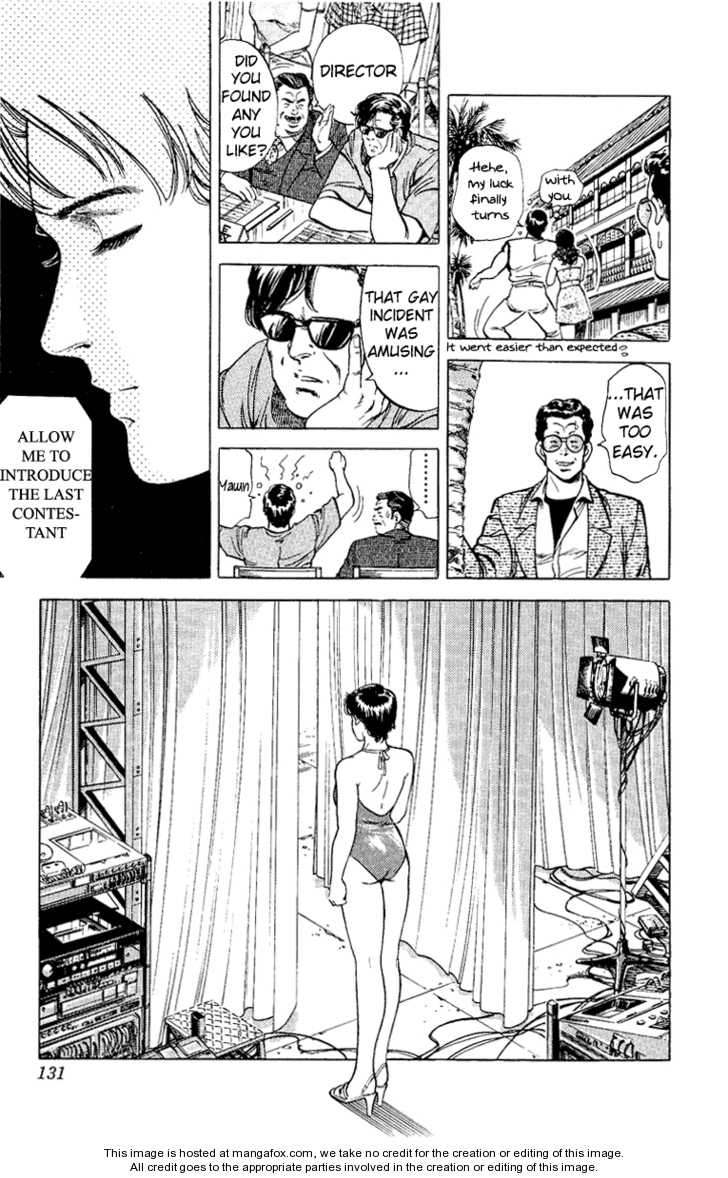 Hehe,
my luck
finally
turns
with
you
It went easier than expected
...THAT
WAS
TOO
EASY.
DIRECTOR
DID
YOU
FOUND
ANY
YOU
LIKE?
THAT GAY
INCIDENT
WAS
AMUSING
...
........
Yawn
ALLOW
ME TO
INTRODUCE
THE LAST
CONTES-
TANT
131
This image is hosted at mangafox.com, we take no credit for the creation or editing of this image.
All credit goes to the appropriate parties involved in the creation or editing of this image.